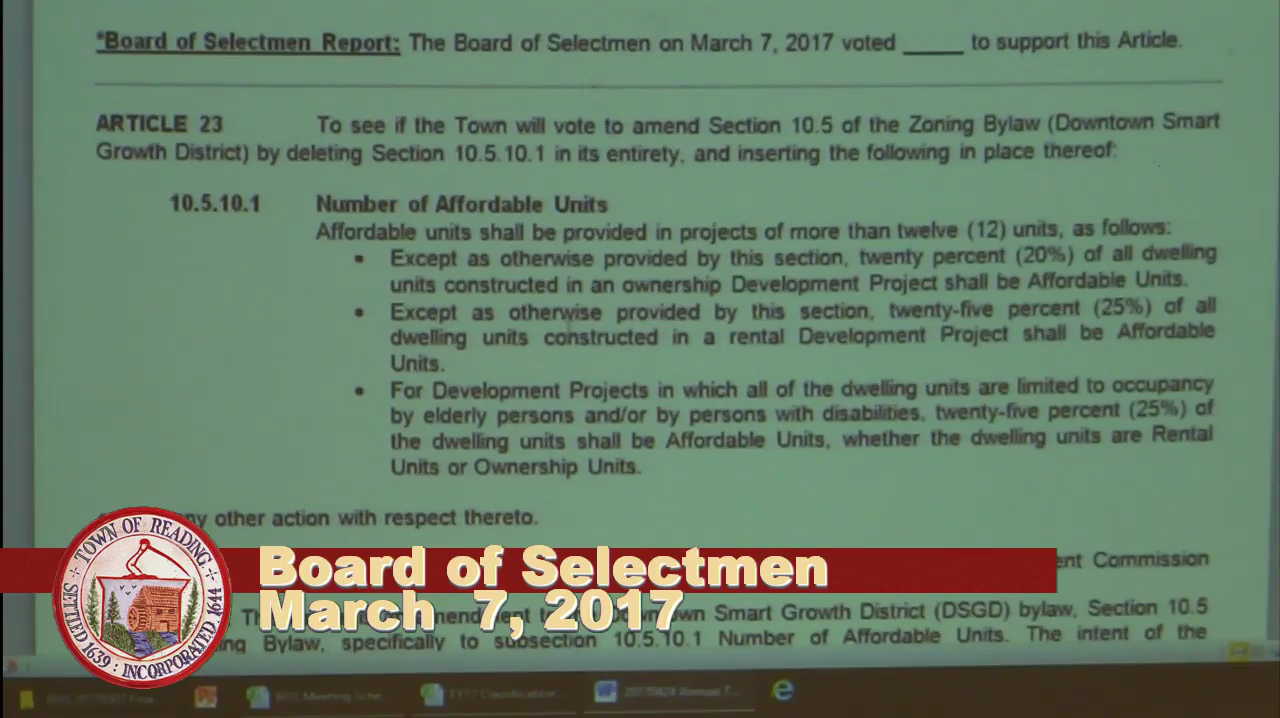 *Board of Selectmen Report: The Board of Selectmen on March 7, 2017 voted _____ to support this Article.
ARTICLE 23 To see if the Town will vote to amend Section 10.5 of the Zoning Bylaw (Downtown Smart
Growth District) by deleting Section 10.5.10.1 in its entirety, and inserting the following in place thereof:
10.5.10.1 Number of Affordable Units
Affordable units shall be provided in projects of more than twelve (12) units, as follows:
• Except as otherwise provided by this section, twenty percent (20%) of all dwelling
units constructed in an ownership Development Project shall be Affordable Units.
• Except as otherwise provided by this section, twenty-five percent (25%) of all
dwelling units constructed in a rental Development Project shall be Affordable
Units.
• For Development Projects in which all of the dwelling units are limited to occupancy
by elderly persons and/or by persons with disabilities, twenty-five percent (25%) of
the dwelling units shall be Affordable Units, whether the dwelling units are Rental
Units or Ownership Units.
other action with respect thereto.
Commission
Smart Growth District (DSGD) bylaw, Section 10.5
Bylaw, specifically to subsection 10.5.10.1 Number of Affordable Units. The intent of the
TOWN OF READING
SETTLED 1639 : INCORPORATED 1644
Board of Selectmen
March 7, 2017
BOS Meeting
FY17 Classification
20170424 Annual T...